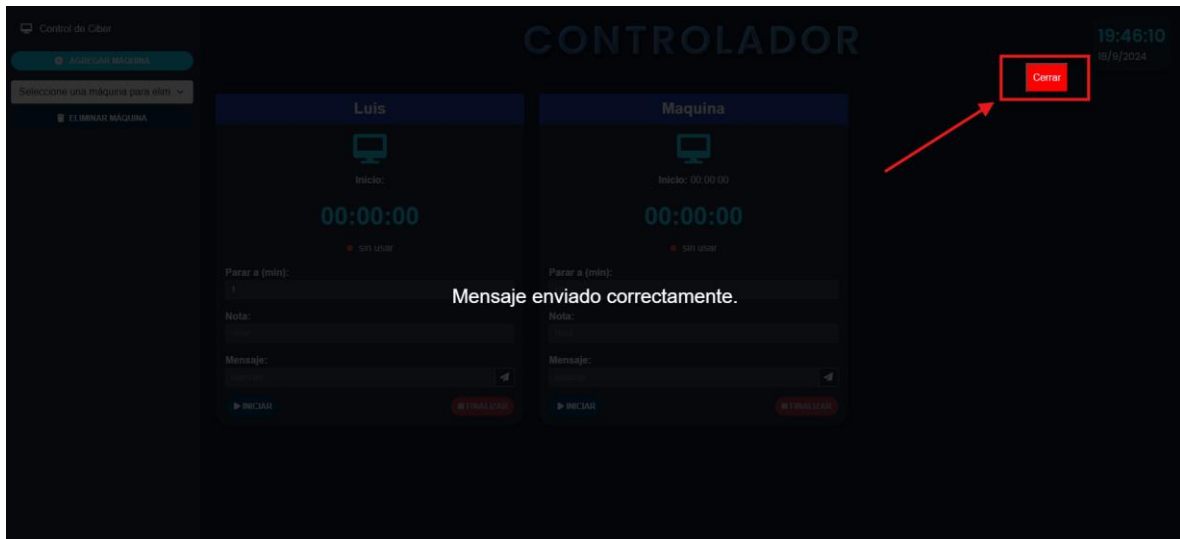 Control de Ciber
AGREGAR MÁQUINA
Seleccione una máquina para elim
ELIMINAR MÁQUINA
CONTROLADOR
19:46:10
18/9/2024
Cerrar
Luis
Inicio:
00:00:00
sin usar
Parar a (min):
1
Nota:
Mensaje:
INICIAR
FINALIZAR
Maquina
Inicio: 00:00:00
00:00:00
sin usar
Parar a (min):
Nota:
Mensaje:
INICIAR
FINALIZAR
Mensaje enviado correctamente.